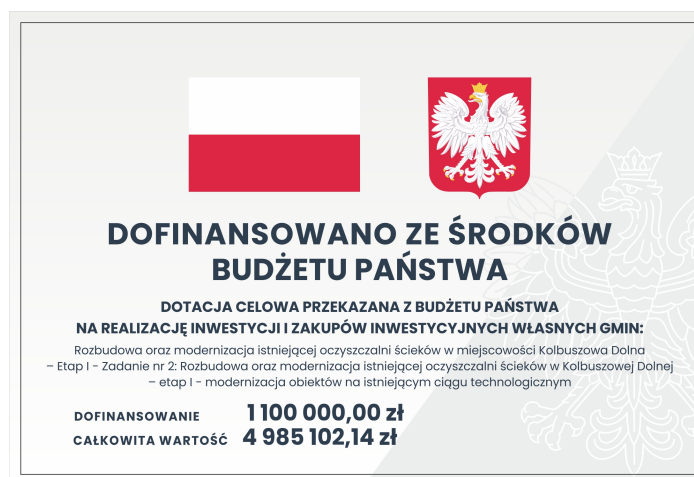 DOFINANSOWANO ZE ŚRODKÓW
BUDŻETU PAŃSTWA
DOTACJA CELOWA PRZEKAZANA Z BUDŻETU PAŃSTWA
NA REALIZACJĘ INWESTYCJI I ZAKUPÓW INWESTYCYJNYCH WŁASNYCH GMIN:
Rozbudowa oraz modernizacja istniejącej oczyszczalni ścieków w miejscowości Kolbuszowa Dolna
– Etap I - Zadanie nr 2: Rozbudowa oraz modernizacja istniejącej oczyszczalni ścieków w Kolbuszowej Dolnej
– etap I - modernizacja obiektów na istniejącym ciągu technologicznym
DOFINANSOWANIE 1 100 000,00 zł
CAŁKOWITA WARTOŚĆ 4 985 102,14 zł